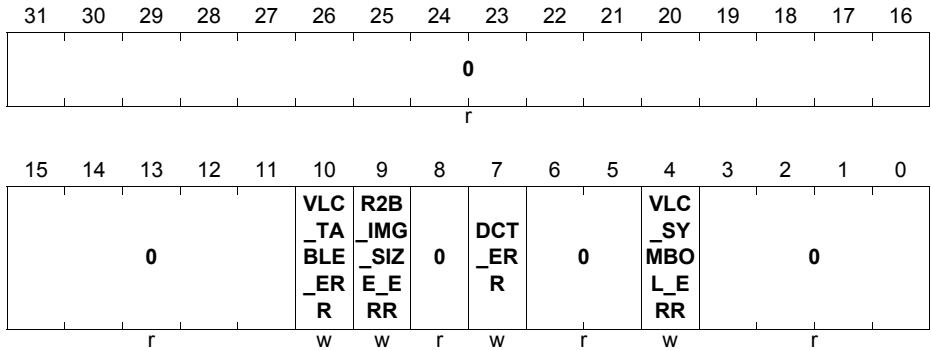 31 30 29 28 27 26 25 24 23 22 21 20 19 18 17 16
0
r
15 14 13 12 11 10 9 8 7 6 5 4 3 2 1 0
0 VLC _TA BLE _ER R R2B _IMG _SIZ E_E RR 0 DCT _ER R 0 VLC _SY MBO L_E RR 0
r w w r w r w r